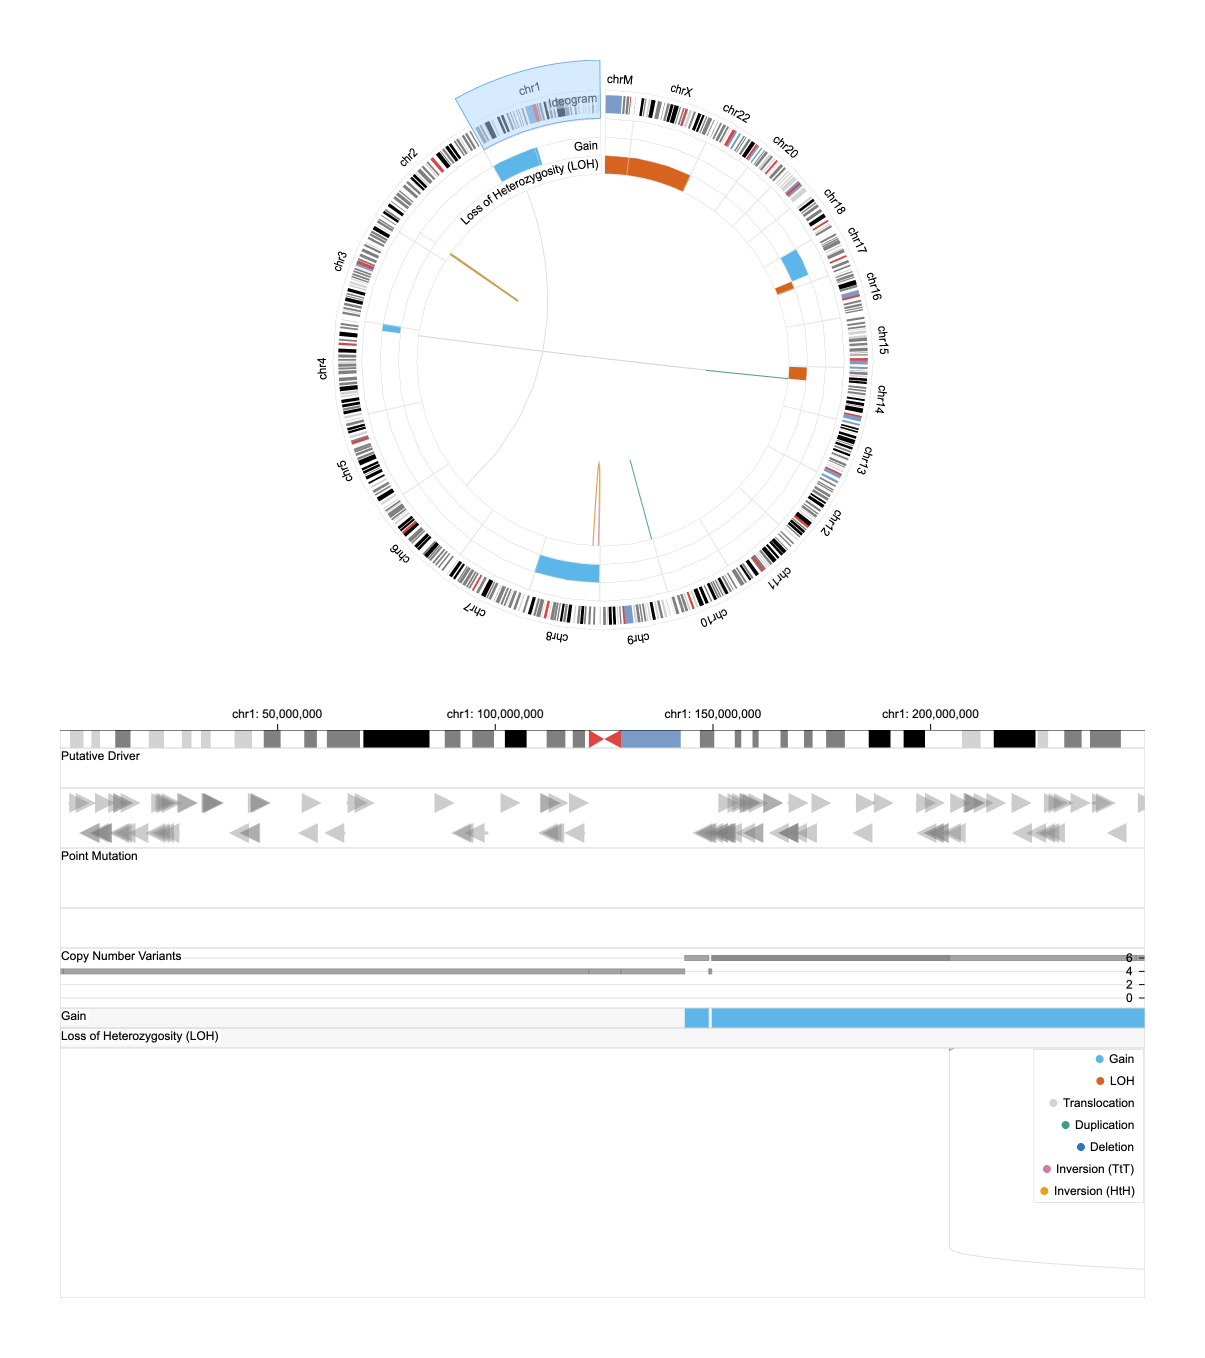 chr1
Ideogram
Gain
Loss of Heterozygosity (LOH)
chrM
chrX
chr22
chr20
chr18
chr17
chr16
chr15
chr14
chr13
chr12
chr11
chr10
chr9
chr8
chr7
chr6
chr5
chr4
chr3
chr2
chr1: 50,000,000
chr1: 100,000,000
chr1: 150,000,000
chr1: 200,000,000
Putative Driver
Point Mutation
Copy Number Variants
6
4
2
0
Gain
Loss of Heterozygosity (LOH)
Gain
LOH
Translocation
Duplication
Deletion
Inversion (TtT)
Inversion (HtH)